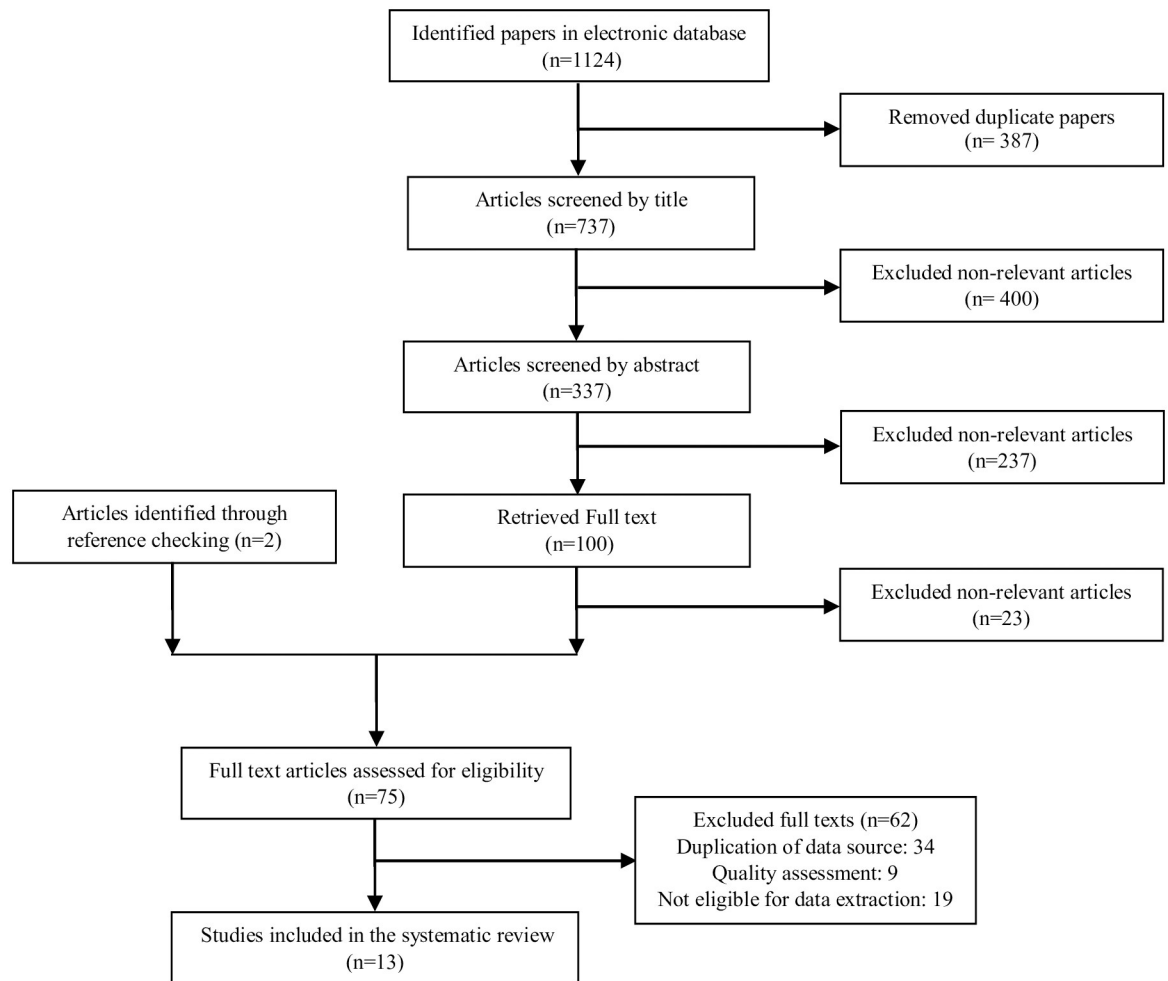 Identified papers in electronic database
(n=1124)
Removed duplicate papers
(n= 387)
Articles screened by title
(n=737)
Excluded non-relevant articles
(n= 400)
Articles screened by abstract
(n=337)
Excluded non-relevant articles
(n=237)
Articles identified through
reference checking (n=2)
Retrieved Full text
(n=100)
Excluded non-relevant articles
(n=23)
Full text articles assessed for eligibility
(n=75)
Excluded full texts (n=62)
Duplication of data source: 34
Quality assessment: 9
Not eligible for data extraction: 19
Studies included in the systematic review
(n=13)